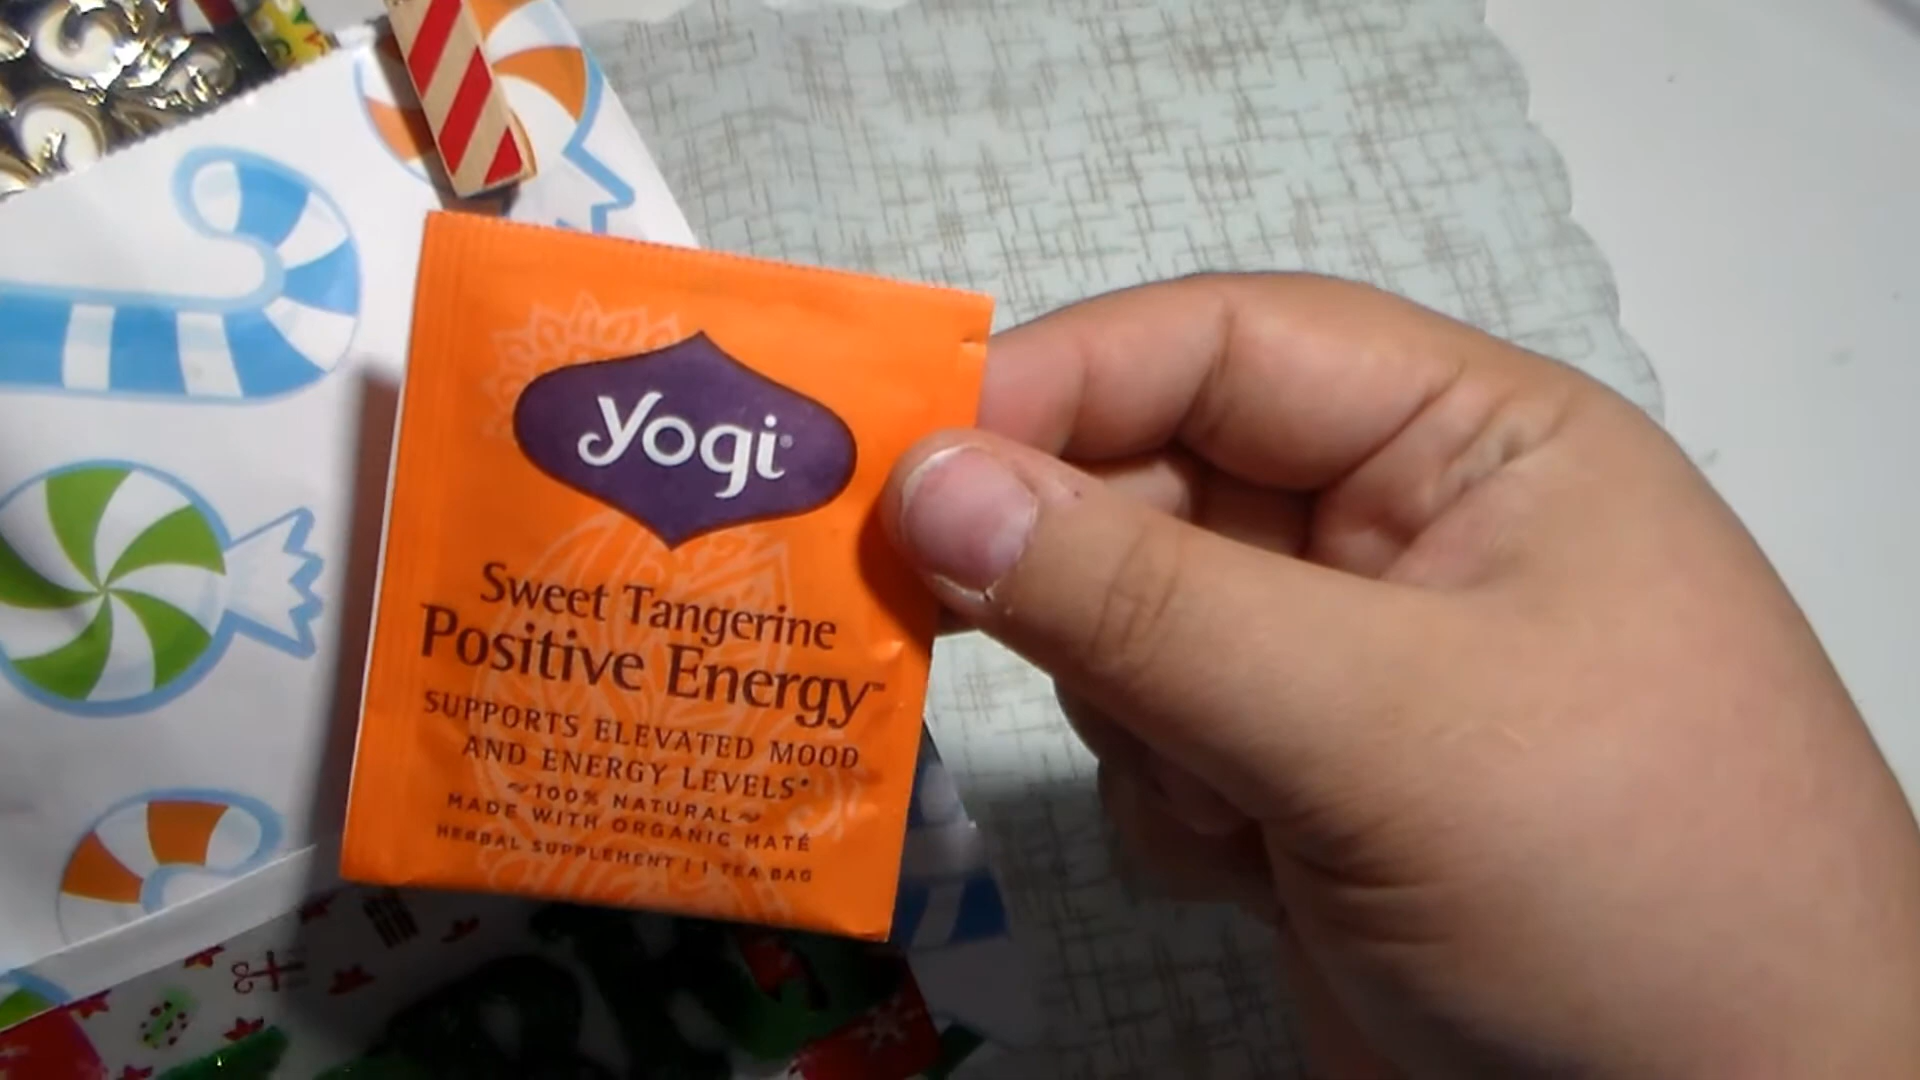 yogi®
Sweet Tangerine
Positive Energy™
SUPPORTS ELEVATED MOOD
AND ENERGY LEVELS*
~100% NATURAL~
MADE WITH ORGANIC MATÉ
HERBAL SUPPLEMENT | 1 TEA BAG